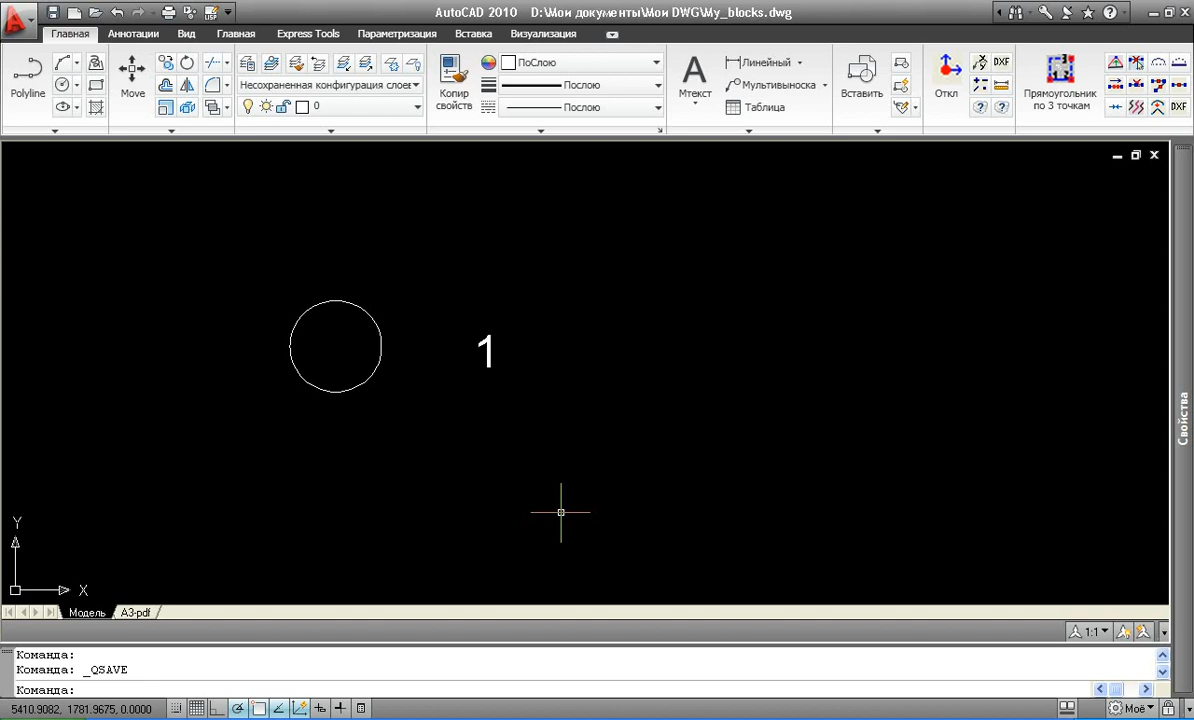 AutoCAD 2010 D:\Мои документы\Мои DWG\My_blocks.dwg
Главная Аннотации Вид Главная Express Tools Параметризация Вставка Визуализация
Polyline
Move
Несохраненная конфигурация слоев
0
Копир
свойств
ПоСлою
Послою
Послою
A
Мтекст
Линейный
Мультивыноска
Таблица
Вставить
Откл
DXF
Прямоугольник
по 3 точкам
DXF
1
Свойства
Y
X
Модель A3-pdf
1:1
Команда:
Команда: _QSAVE
Команда:
5410.9082, 1781.9675, 0.0000
Моё